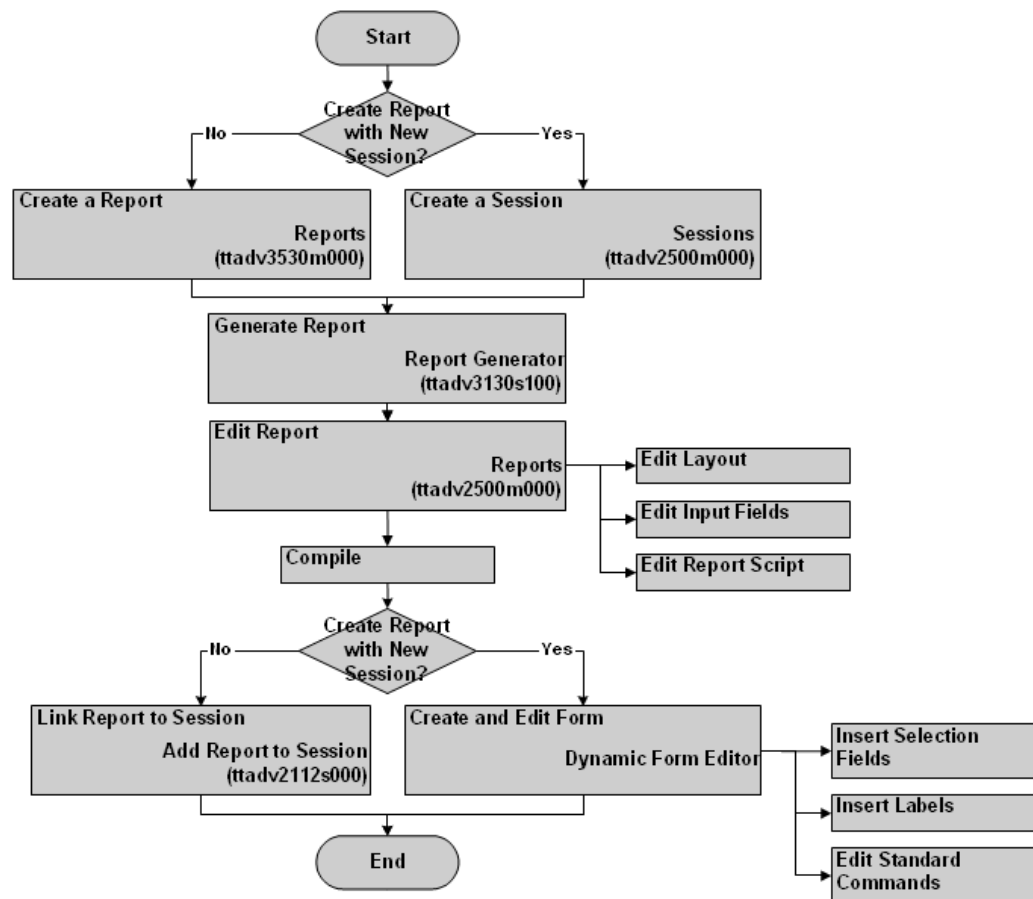 Start
Create Report
with New
Session?
No
Yes
Create a Report
Reports
(ttadv3530m000)
Create a Session
Sessions
(ttadv2500m000)
Generate Report
Report Generator
(ttadv3130s100)
Edit Report
Reports
(ttadv2500m000)
Edit Layout
Edit Input Fields
Edit Report Script
Compile
Create Report
with New
Session?
No
Yes
Link Report to Session
Add Report to Session
(ttadv2112s000)
Create and Edit Form
Dynamic Form Editor
Insert Selection
Fields
Insert Labels
Edit Standard
Commands
End